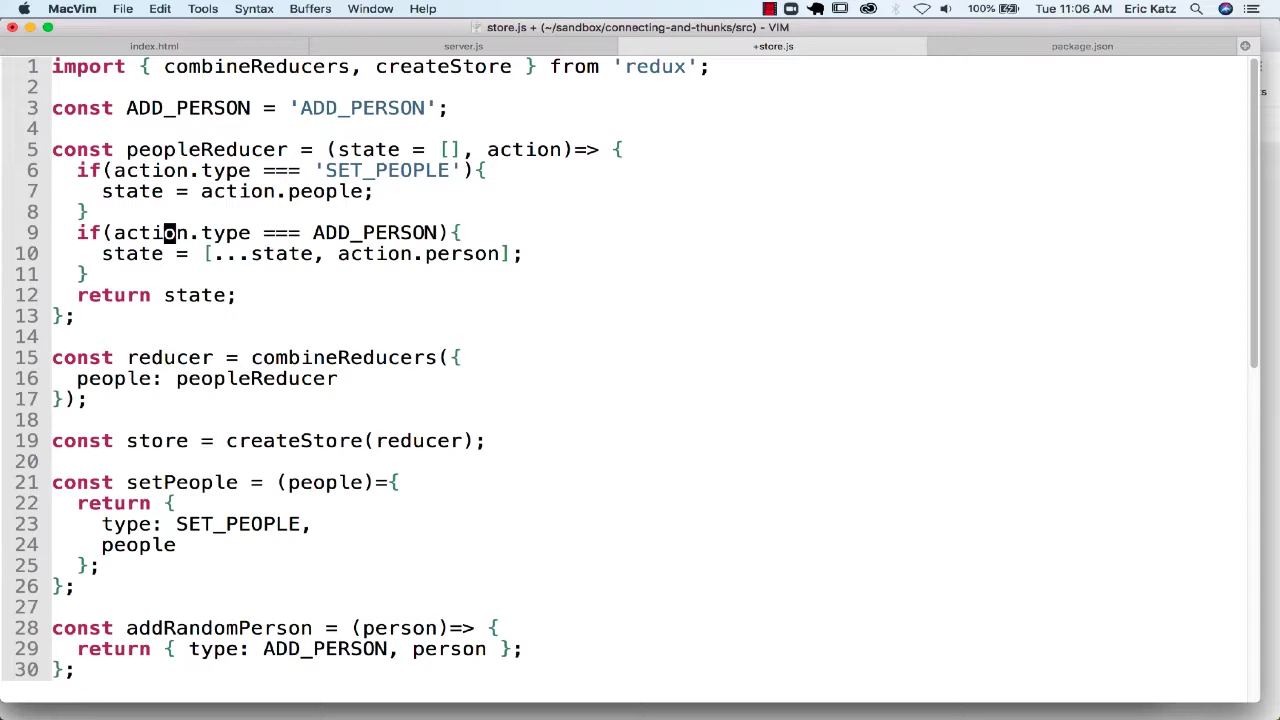 MacVim File Edit Tools Syntax Buffers Window Help 100% Tue 11:06 AM Eric Katz
store.js + (~/sandbox/connecting-and-thunks/src) - VIM
index.html server.js +store.js package.json
1 import { combineReducers, createStore } from 'redux';
2
3 const ADD_PERSON = 'ADD_PERSON';
4
5 const peopleReducer = (state = [], action)=> {
6 if(action.type === 'SET_PEOPLE'){
7 state = action.people;
8 }
9 if(action.type === ADD_PERSON){
10 state = [...state, action.person];
11 }
12 return state;
13 };
14
15 const reducer = combineReducers({
16 people: peopleReducer
17 });
18
19 const store = createStore(reducer);
20
21 const setPeople = (people)={
22 return {
23 type: SET_PEOPLE,
24 people
25 };
26 };
27
28 const addRandomPerson = (person)=> {
29 return { type: ADD_PERSON, person };
30 };